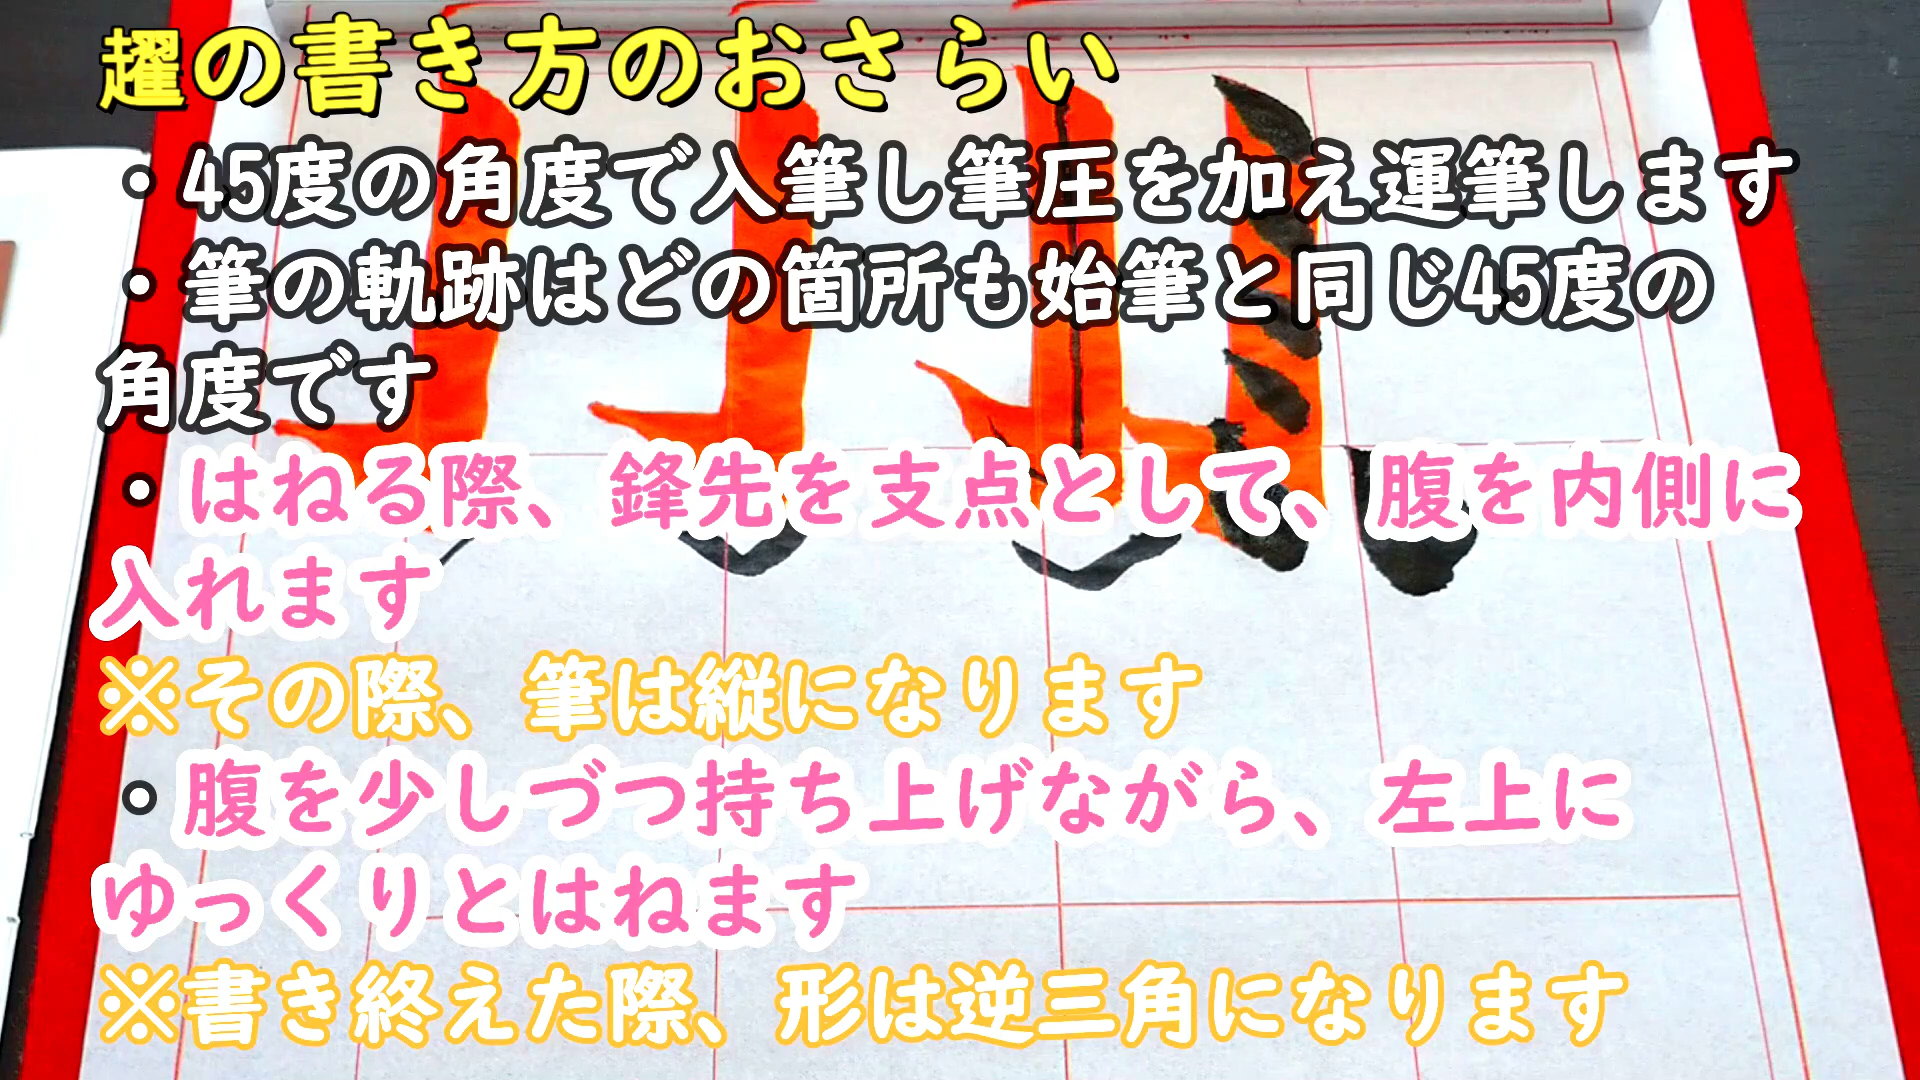 趯の書き方のおさらい
・45度の角度で入筆し筆圧を加え運筆します
・筆の軌跡はどの箇所も始筆と同じ45度の
角度です
・はねる際、鋒先を支点として、腹を内側に
入れます
※その際、筆は縦になります
・腹を少しづつ持ち上げながら、左上に
ゆっくりとはねます
※書き終えた際、形は逆三角になります